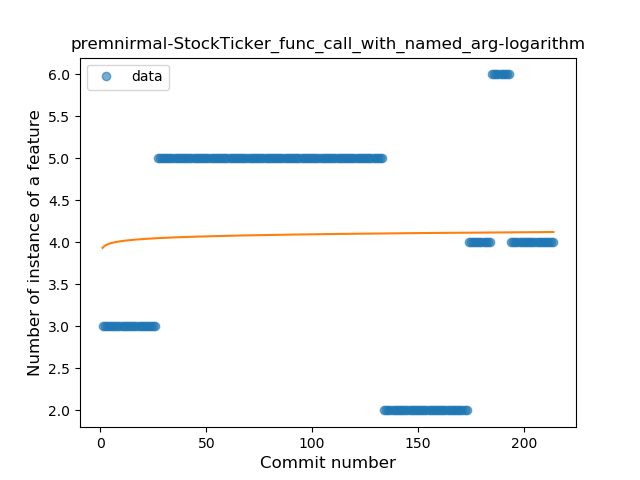 premnirmal-StockTicker_func_call_with_named_arg-logarithm
data
Number of instance of a feature
6.0
5.5
5.0
4.5
4.0
3.5
3.0
2.5
2.0
0 50 100 150 200
Commit number